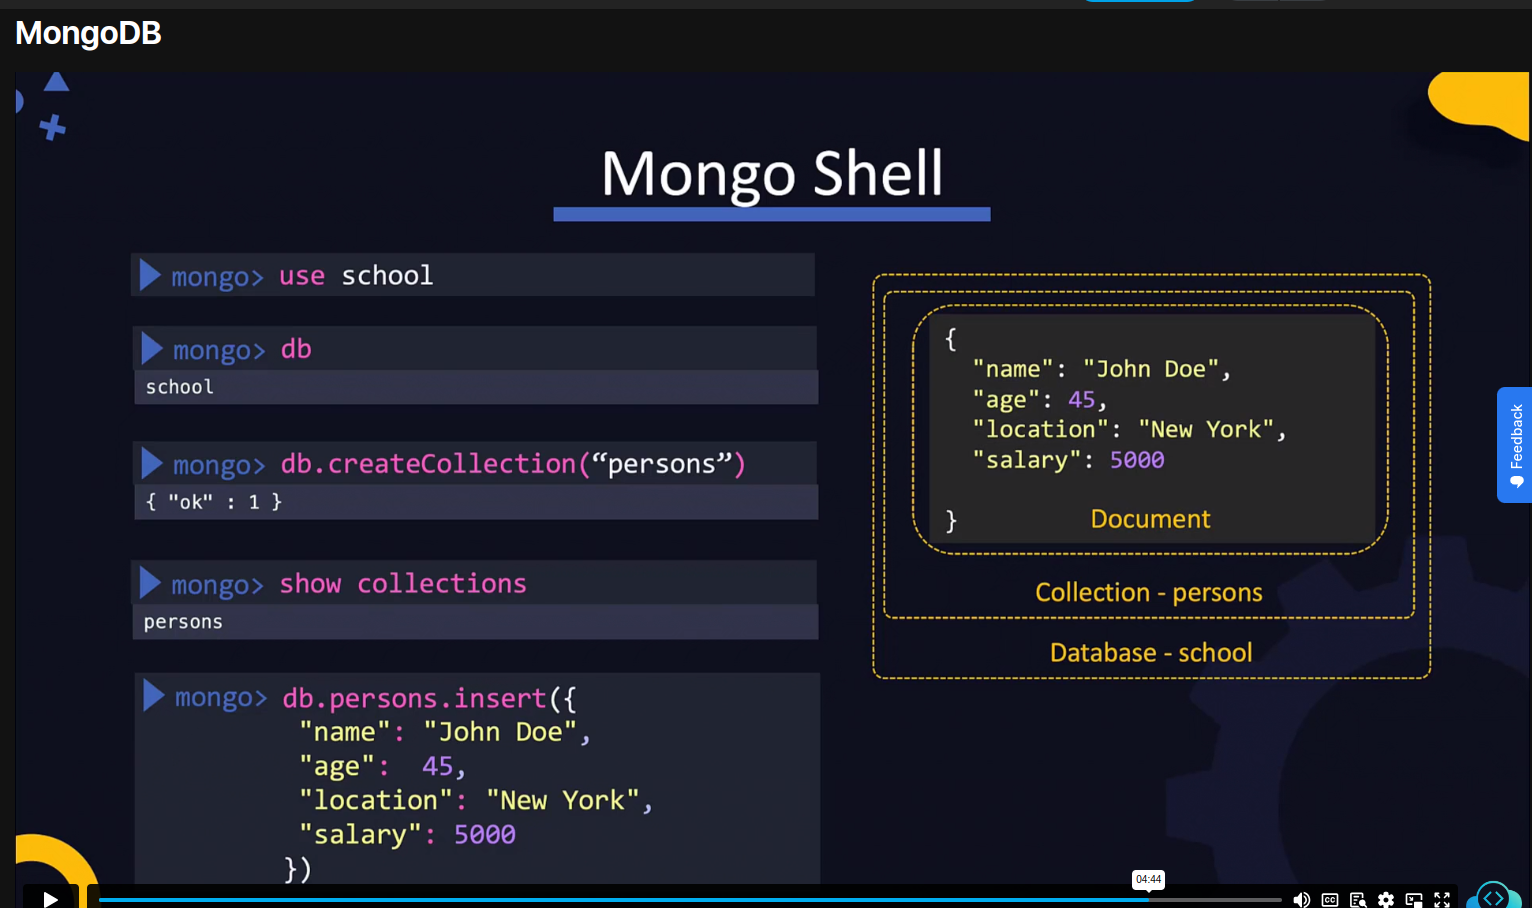 MongoDB
Mongo Shell
mongo> use school
mongo> db
school
mongo> db.createCollection(“persons”)
{ "ok" : 1 }
mongo> show collections
persons
mongo> db.persons.insert({
"name": "John Doe",
"age": 45,
"location": "New York",
"salary": 5000
})
{
"name": "John Doe",
"age": 45,
"location": "New York",
"salary": 5000
}
Document
Collection - persons
Database - school
Feedback
04:44
CC